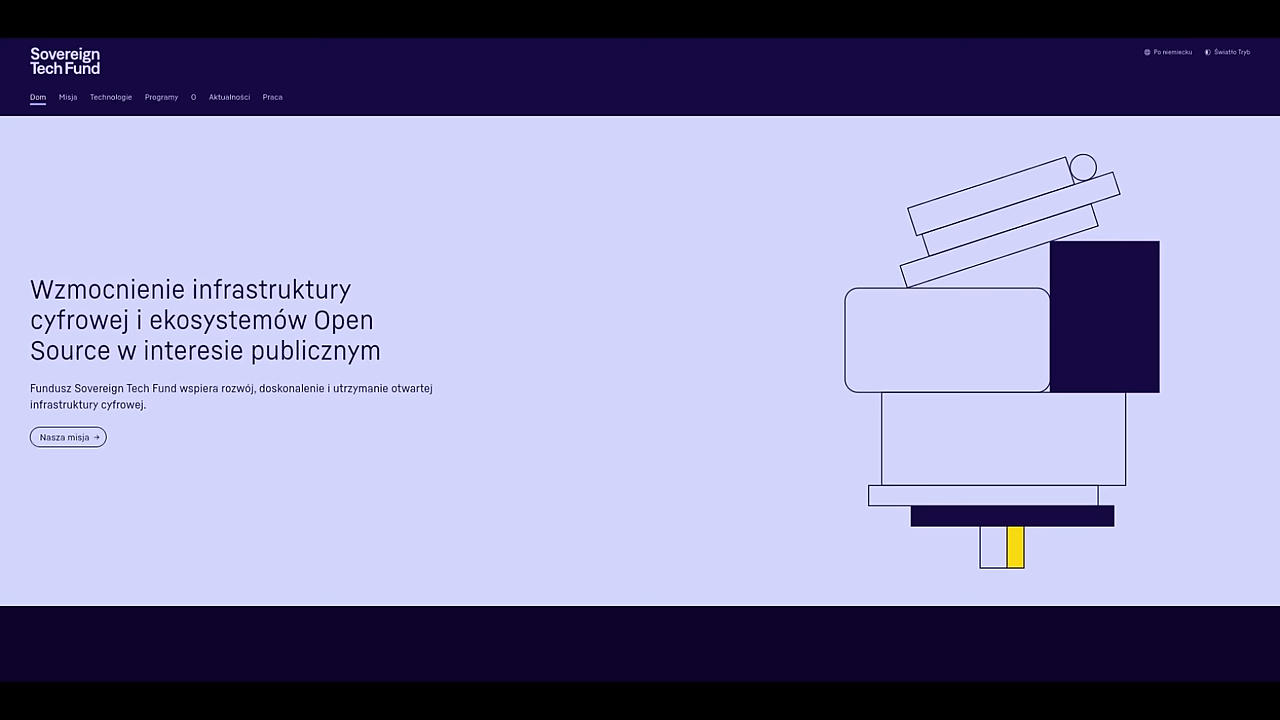 Sovereign
Tech Fund
Po niemiecku
Światło Tryb
Dom
Misja
Technologie
Programy
O
Aktualności
Praca
Wzmocnienie infrastruktury
cyfrowej i ekosystemów Open
Source w interesie publicznym
Fundusz Sovereign Tech Fund wspiera rozwój, doskonalenie i utrzymanie otwartej
infrastruktury cyfrowej.
Nasza misja →